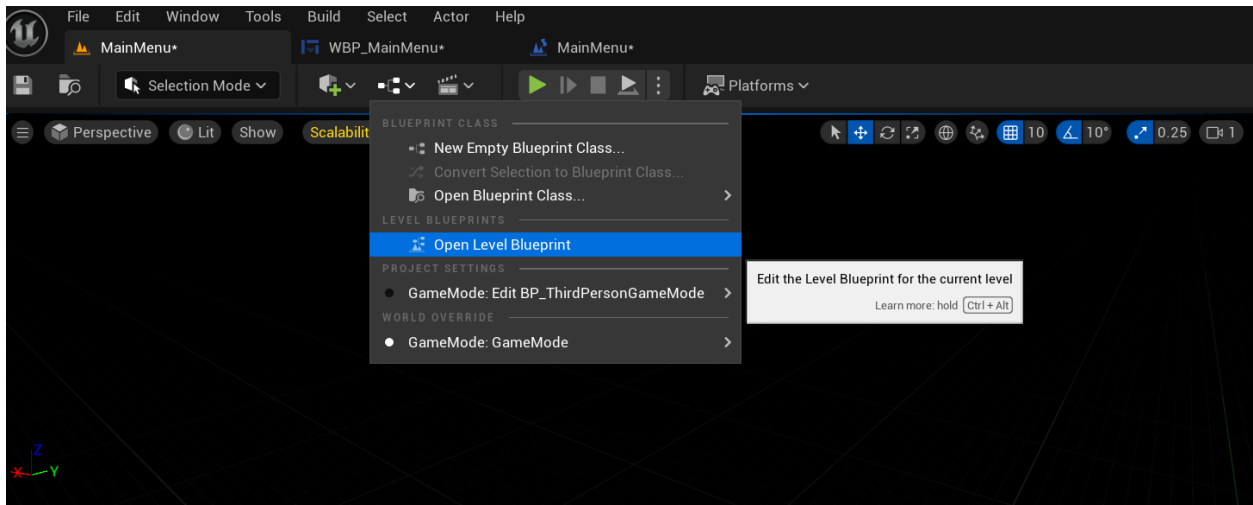 File Edit Window Tools Build Select Actor Help
MainMenu* WBP_MainMenu* MainMenu*
Selection Mode Platforms
Perspective Lit Show Scalabilit 10 10° 0.25 1
BLUEPRINT CLASS
New Empty Blueprint Class...
Convert Selection to Blueprint Class...
Open Blueprint Class...
LEVEL BLUEPRINTS
Open Level Blueprint
PROJECT SETTINGS
Edit the Level Blueprint for the current level
GameMode: Edit BP_ThirdPersonGameMode
Learn more: hold Ctrl + Alt
WORLD OVERRIDE
GameMode: GameMode
Z
X Y